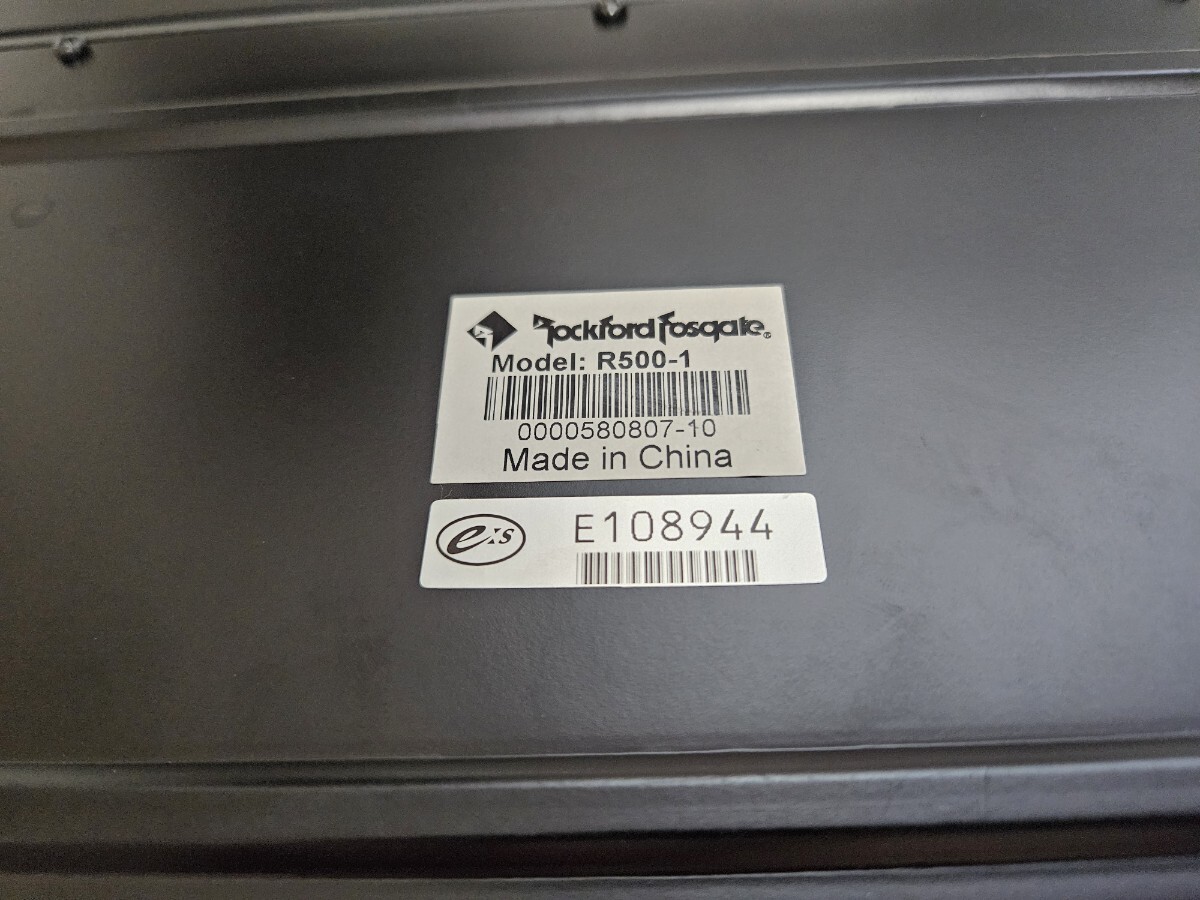 Rockford Fosgate®
Model: R500-1
0000580807-10
Made in China
exs
E108944